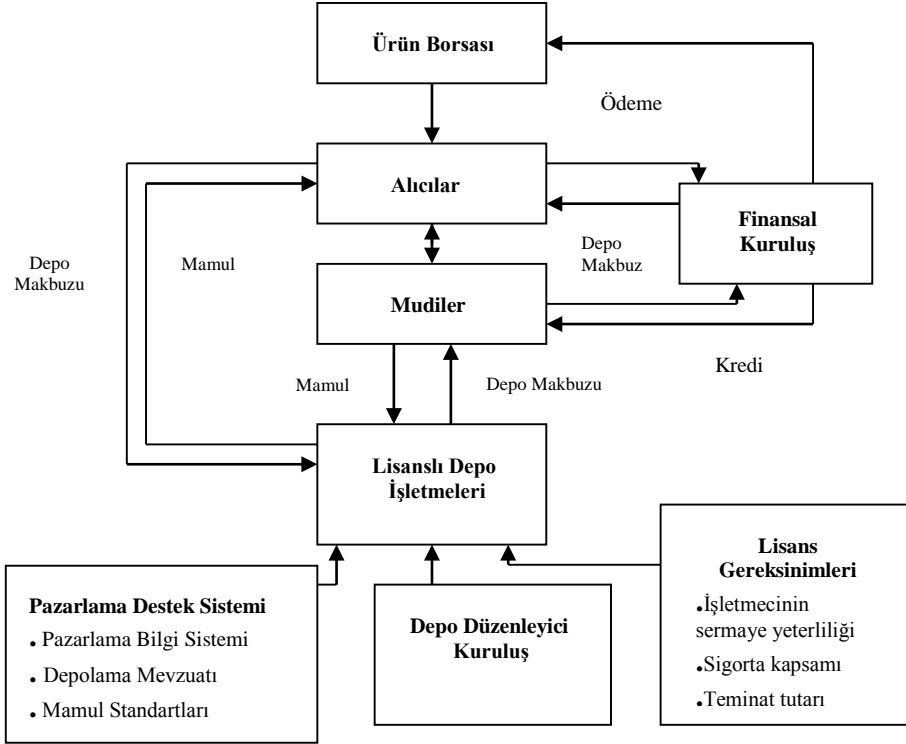 Ürün Borsası
Ödeme
Alıcılar
Finansal
Kuruluş
Depo
Makbuzu
Mamul
Depo
Makbuz
Mudiler
Kredi
Mamul
Depo Makbuzu
Lisanslı Depo
İşletmeleri
Pazarlama Destek Sistemi
• Pazarlama Bilgi Sistemi
• Depolama Mevzuatı
• Mamul Standartları
Depo Düzenleyici
Kuruluş
Lisans
Gereksinimleri
•İşletmecinin
sermaye yeterliliği
•Sigorta kapsamı
•Teminat tutarı